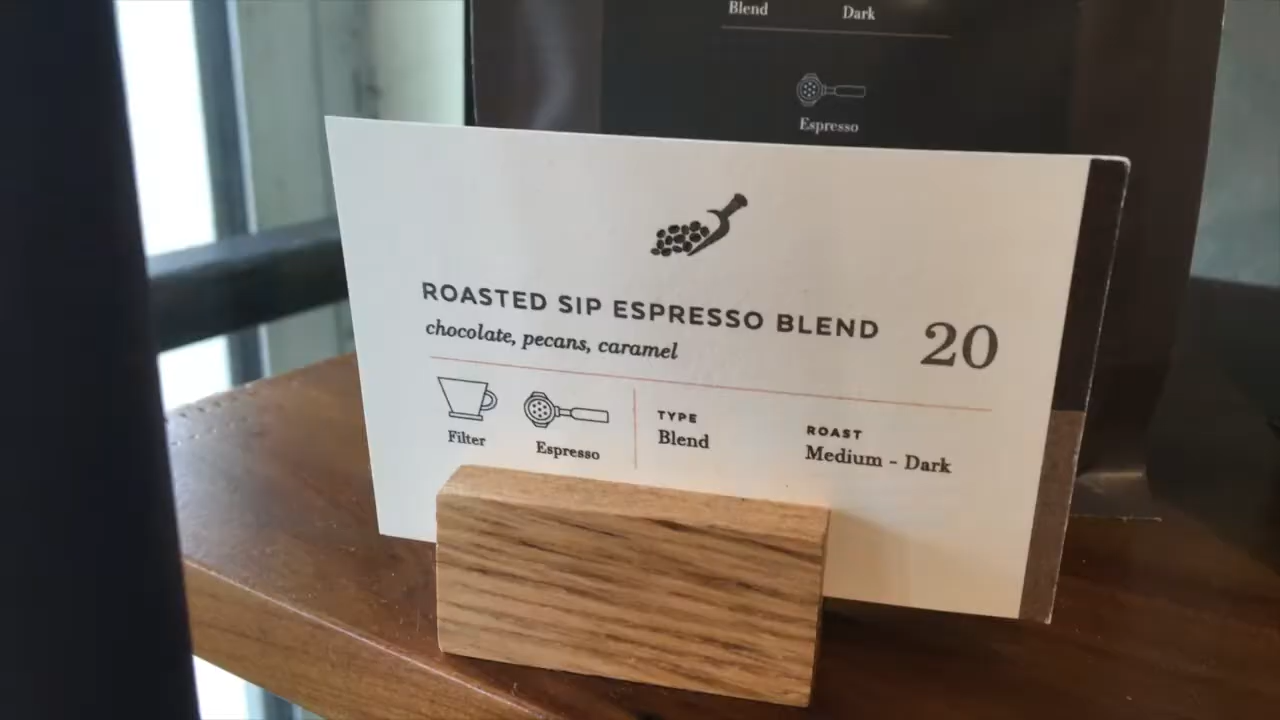 Blend Dark
Espresso
ROASTED SIP ESPRESSO BLEND 20
chocolate, pecans, caramel
Filter Espresso
TYPE
Blend
ROAST
Medium - Dark